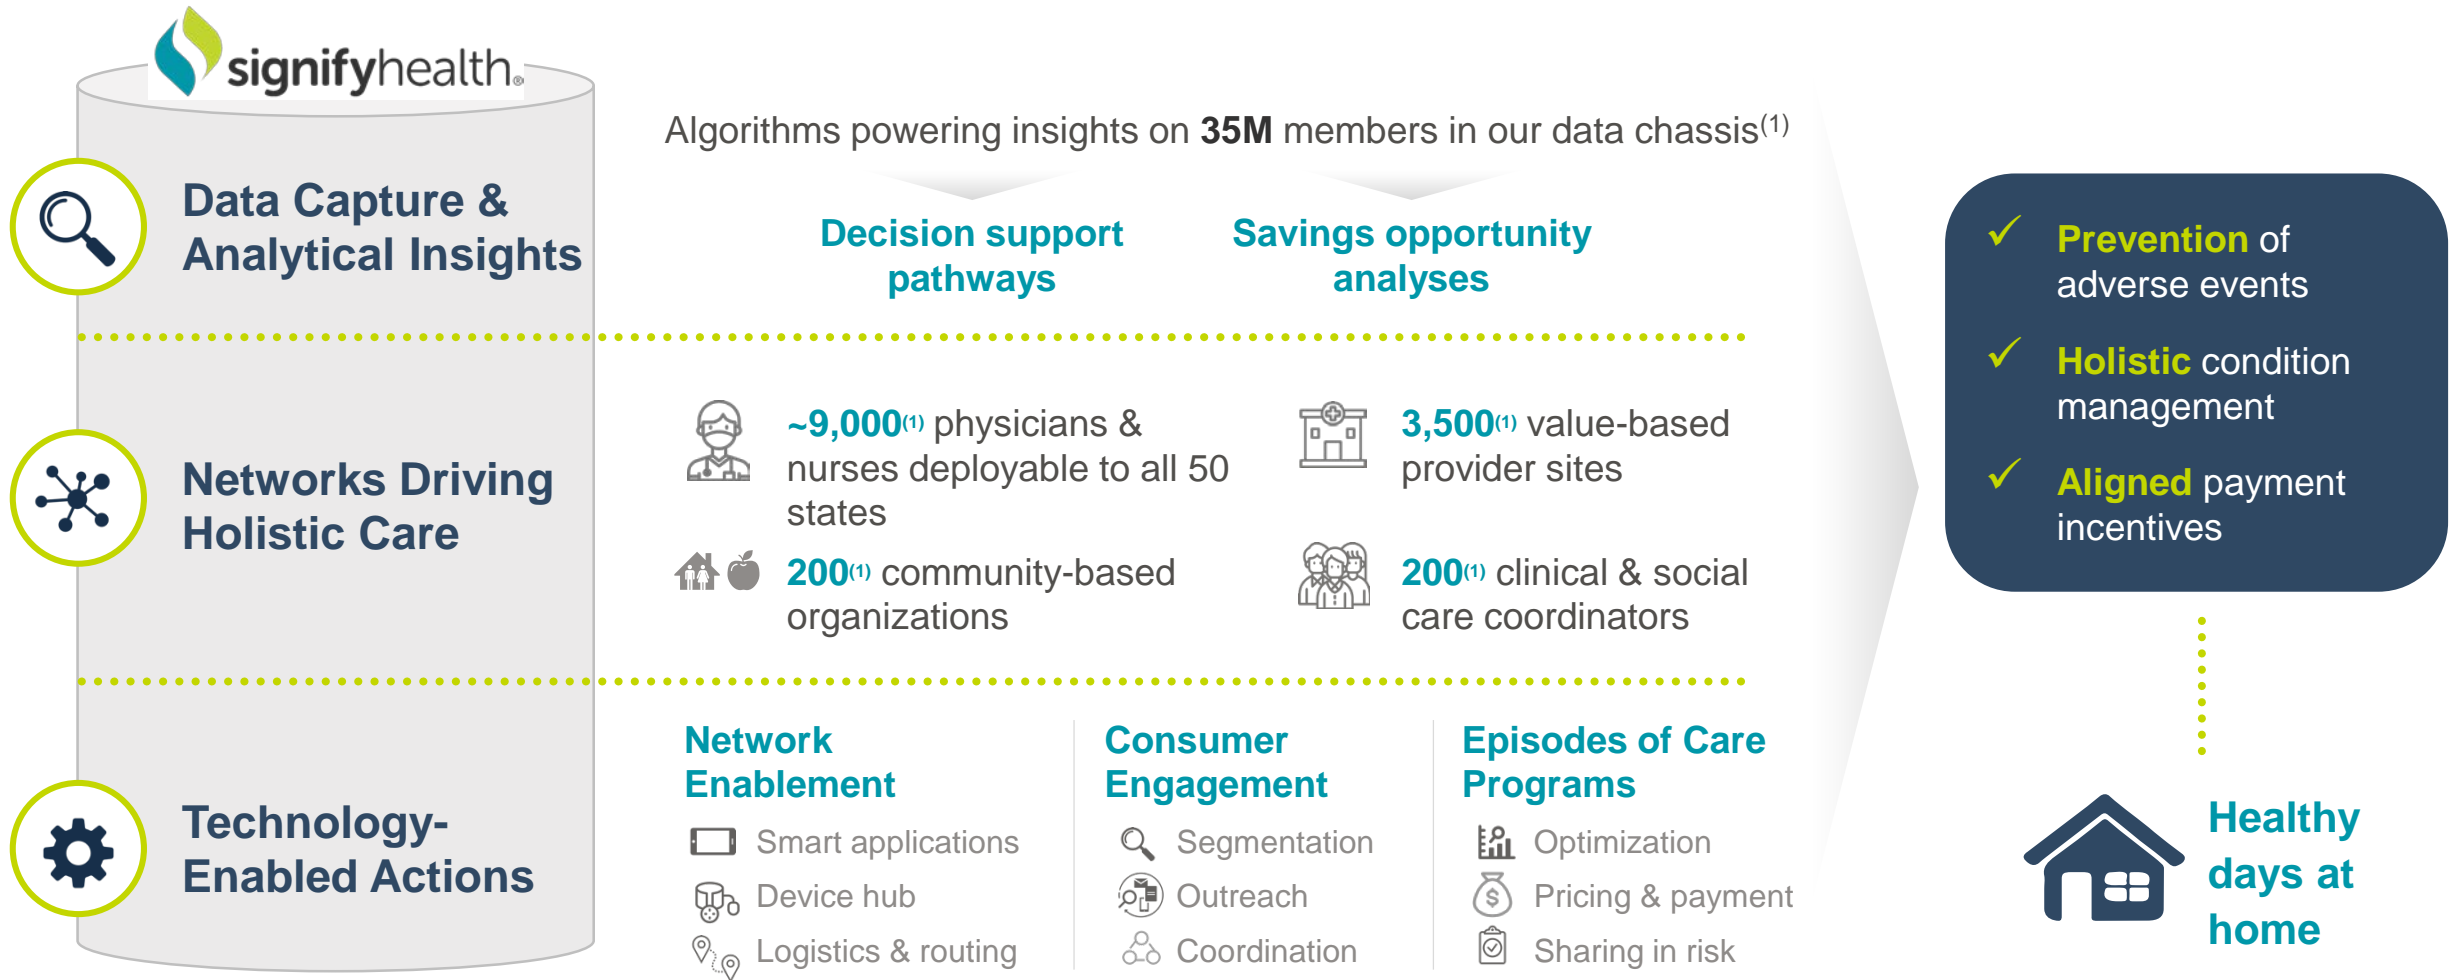 signifyhealth®
Data Capture &
Analytical Insights
Algorithms powering insights on 35M members in our data chassis(1)
Decision support
pathways
Savings opportunity
analyses
Networks Driving
Holistic Care
~9,000(1) physicians &
nurses deployable to all 50
states
3,500(1) value-based
provider sites
200(1) community-based
organizations
200(1) clinical & social
care coordinators
Technology-
Enabled Actions
Network
Enablement
Smart applications
Device hub
Logistics & routing
Consumer
Engagement
Segmentation
Outreach
Coordination
Episodes of Care
Programs
Optimization
Pricing & payment
Sharing in risk
✓ Prevention of
adverse events
✓ Holistic condition
management
✓ Aligned payment
incentives
Healthy
days at
home